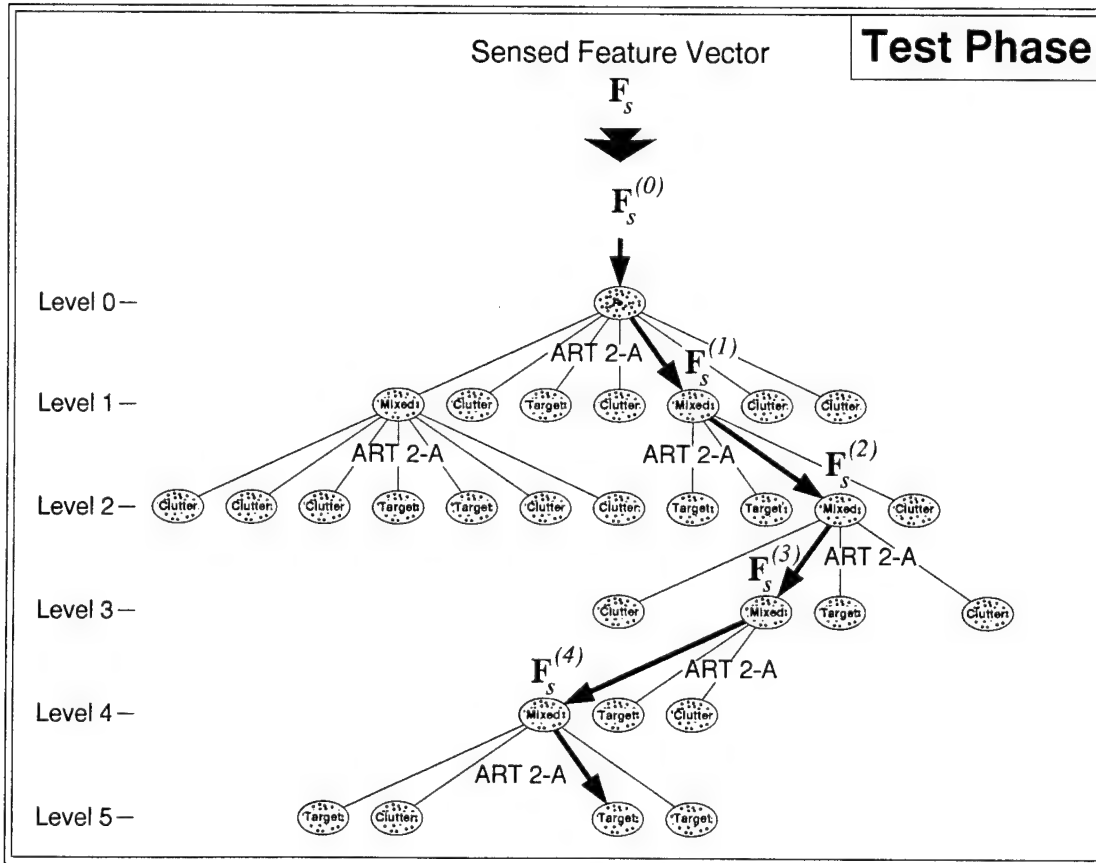 Test Phase
Sensed Feature Vector
F_s
F_s^(0)
Level 0
ART 2-A F_s^(1)
Level 1 Mixed Clutter Target Clutter Mixed Clutter Clutter
ART 2-A ART 2-A F_s^(2)
Level 2 Clutter Clutter Clutter Target Target Clutter Clutter Target Target Mixed Clutter
F_s^(3) ART 2-A
Level 3 Clutter Mixed Target Clutter
F_s^(4) ART 2-A
Level 4 Mixed Target Clutter
ART 2-A
Level 5 Target Clutter Target Target